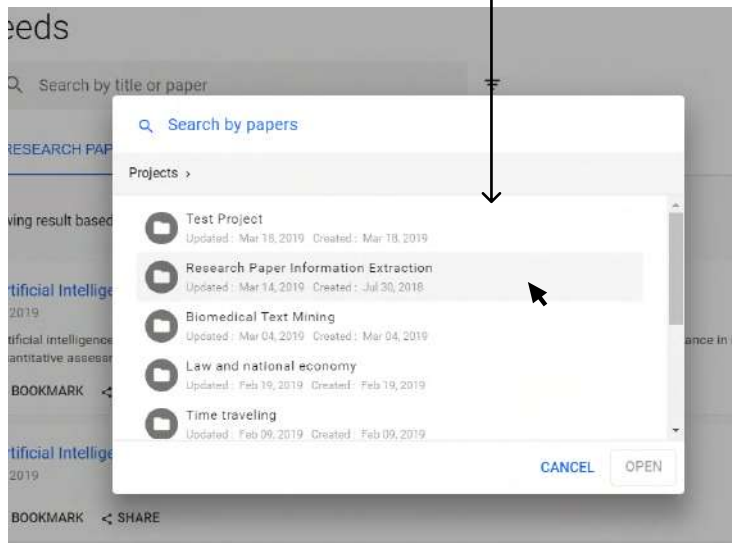 eeds
Search by title or paper
Search by papers
RESEARCH PAP
Projects ›
wing result based
Test Project
Updated : Mar 18, 2019 Created : Mar 18, 2019
Research Paper Information Extraction
Updated : Mar 14, 2019 Created : Jul 30, 2018
rtificial Intellige
2019
Biomedical Text Mining
Updated : Mar 04, 2019 Created : Mar 04, 2019
tificial intelligence
ance in
antitative assessr
Law and national economy
Updated : Feb 19, 2019 Created : Feb 19, 2019
BOOKMARK
Time traveling
Updated : Feb 09, 2019 Created : Feb 09, 2019
rtificial Intellige
2019
CANCEL OPEN
BOOKMARK SHARE